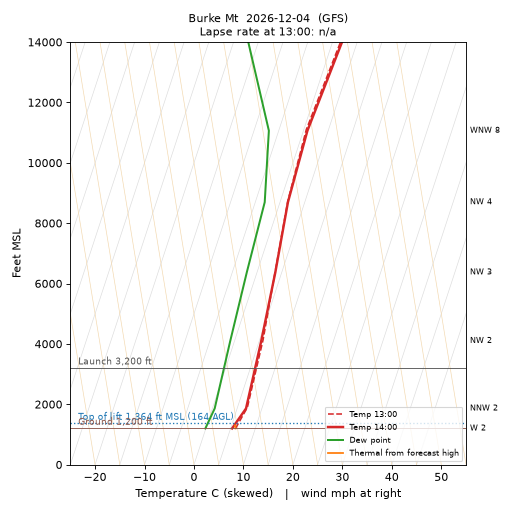 Burke Mt  2026-12-04  (GFS)
Lapse rate at 13:00: n/a
14000
12000
10000
8000
6000
4000
2000
0
Feet MSL
WNW 8
NW 4
NW 3
NW 2
NNW 2
W 2
Launch 3,200 ft
Top of lift 1,364 ft MSL (164 AGL)
Ground 1,200 ft
Temp 13:00
Temp 14:00
Dew point
Thermal from forecast high
−20
−10
0
10
20
30
40
50
Temperature C (skewed)   |   wind mph at right